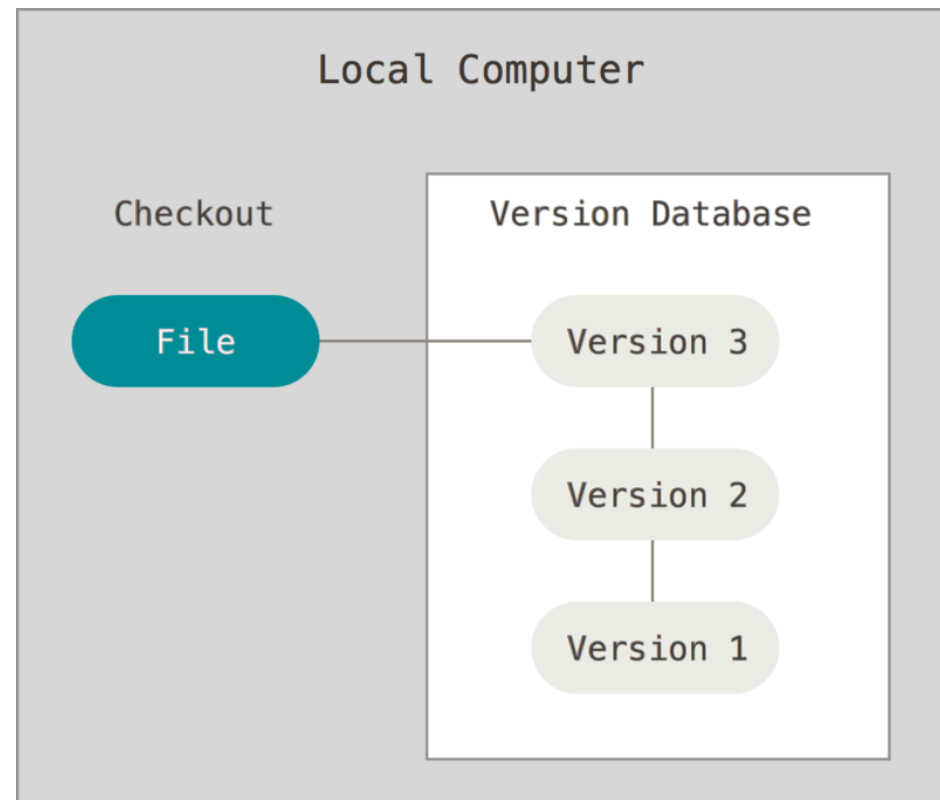 Local Computer
Checkout
Version Database
File
Version 3
Version 2
Version 1